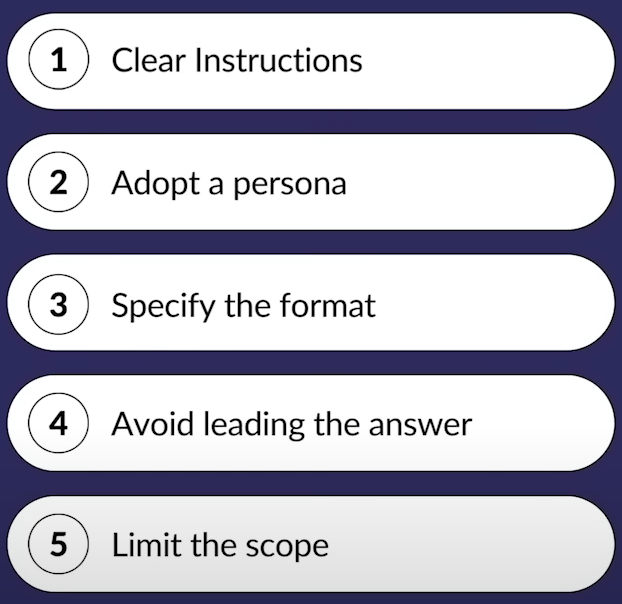 1 Clear Instructions
2 Adopt a persona
3 Specify the format
4 Avoid leading the answer
5 Limit the scope